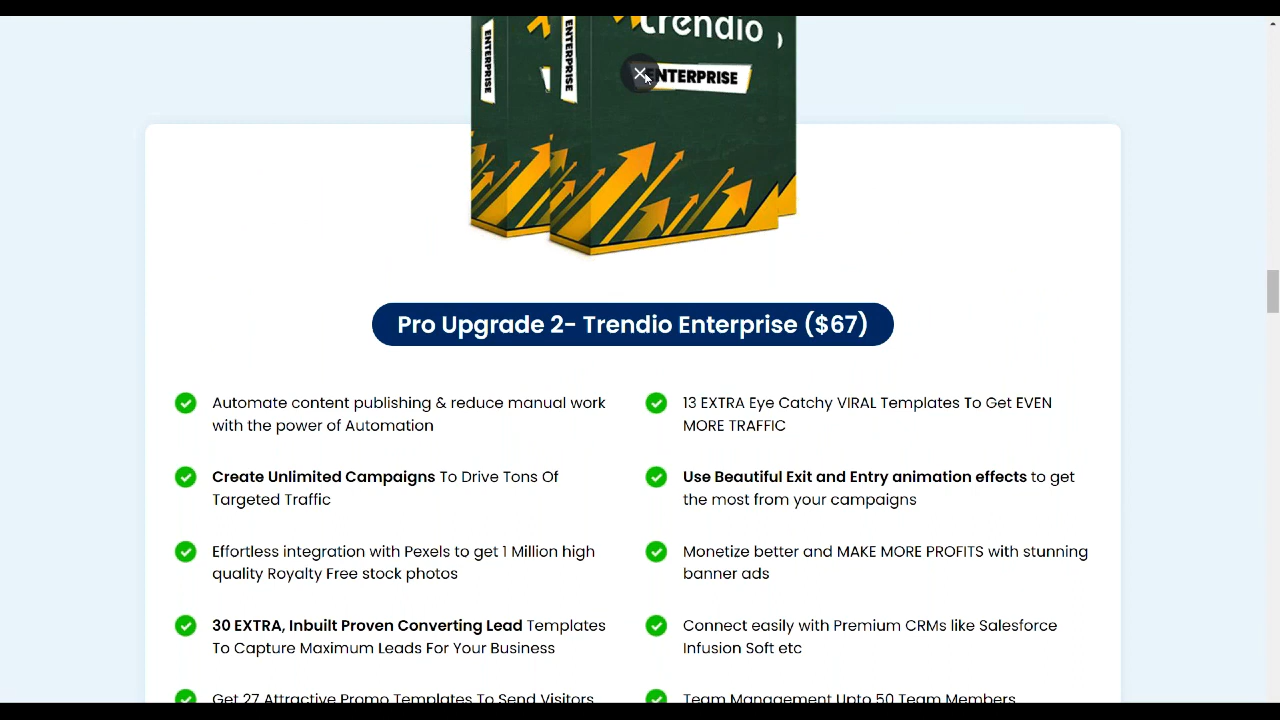 trendio
ENTERPRISE
ENTERPRISE
ENTERPRISE
Pro Upgrade 2- Trendio Enterprise ($67)
Automate content publishing & reduce manual work
with the power of Automation
13 EXTRA Eye Catchy VIRAL Templates To Get EVEN
MORE TRAFFIC
Create Unlimited Campaigns To Drive Tons Of
Targeted Traffic
Use Beautiful Exit and Entry animation effects to get
the most from your campaigns
Effortless integration with Pexels to get 1 Million high
quality Royalty Free stock photos
Monetize better and MAKE MORE PROFITS with stunning
banner ads
30 EXTRA, Inbuilt Proven Converting Lead Templates
To Capture Maximum Leads For Your Business
Connect easily with Premium CRMs like Salesforce
Infusion Soft etc
Get 27 Attractive Promo Templates To Send Visitors
Team Management Upto 50 Team Members